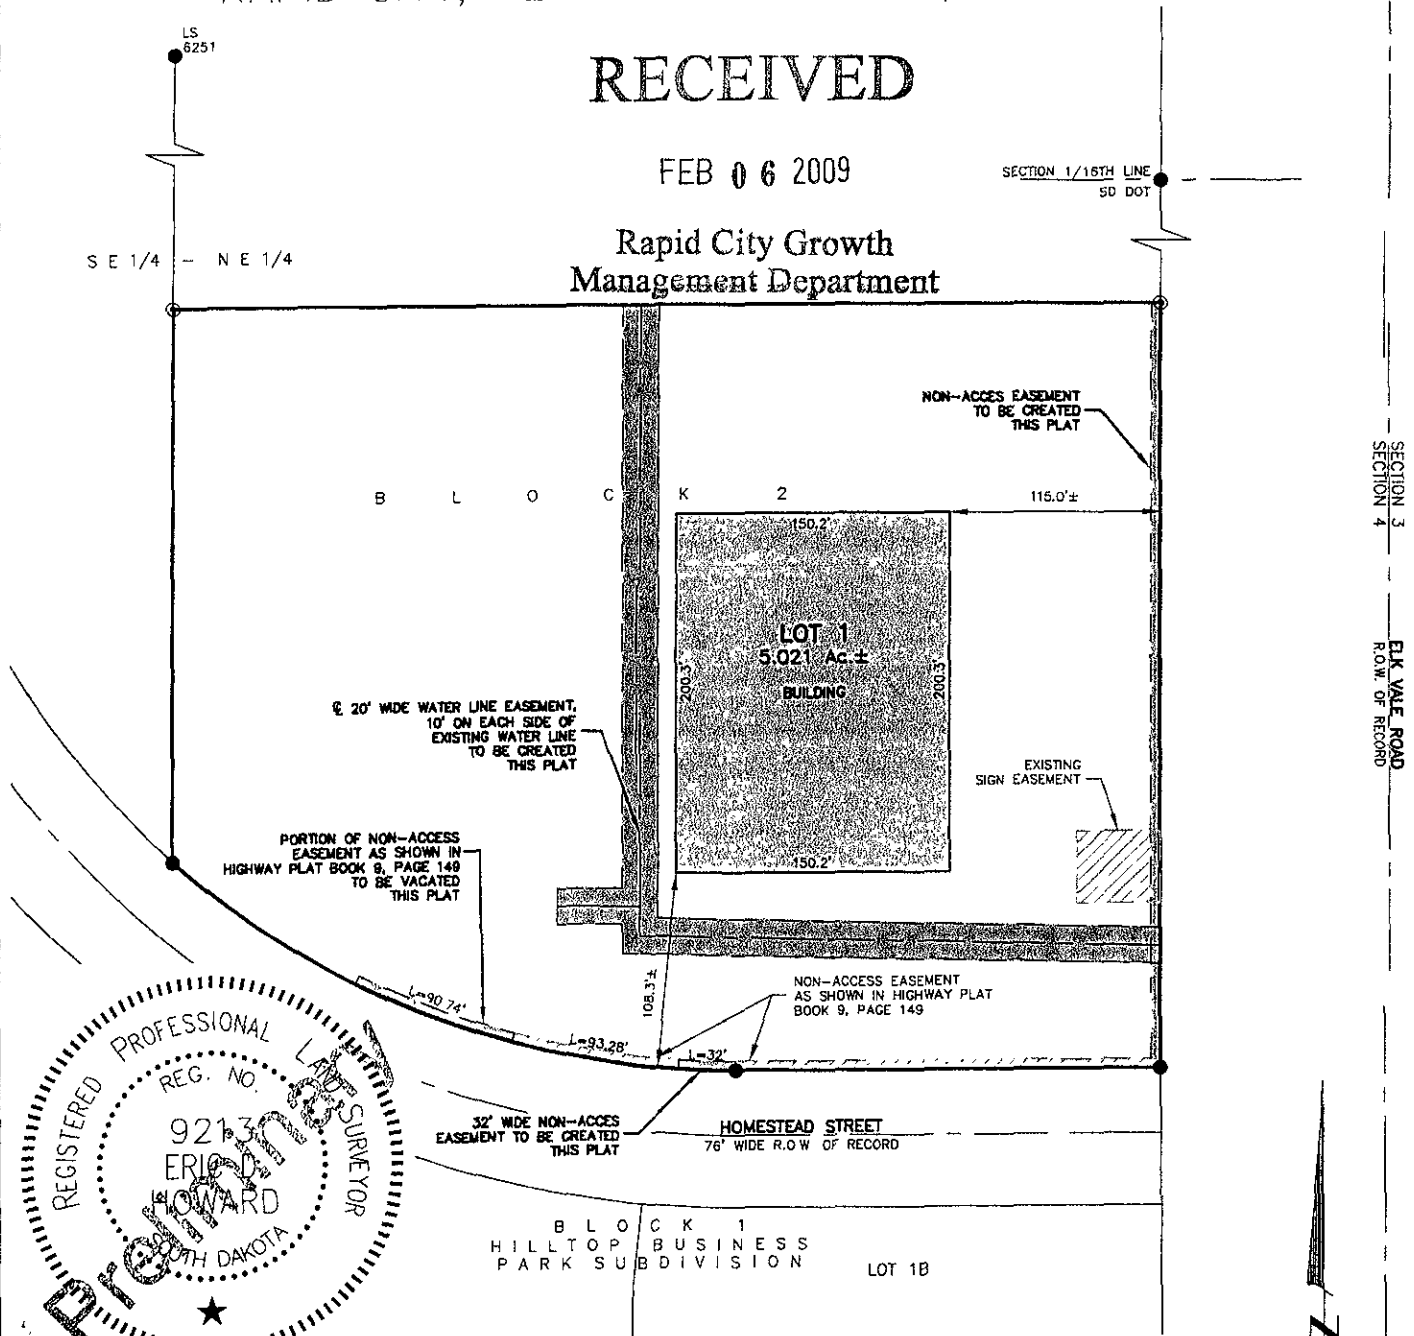 LS
6251
RECEIVED
FEB 06 2009
SECTION 1/16TH LINE
SD DOT
Rapid City Growth
Management Department
S E 1/4 - N E 1/4
NON-ACCES EASEMENT
TO BE CREATED
THIS PLAT
SECTION 3
SECTION 4
B L O C K 2
115.0'±
150.2'
LOT 1
5.021 Ac.±
BUILDING
200.3'
200.3'
ELK VALE ROAD
R.O.W. OF RECORD
℄ 20' WIDE WATER LINE EASEMENT,
10' ON EACH SIDE OF
EXISTING WATER LINE
TO BE CREATED
THIS PLAT
EXISTING
SIGN EASEMENT
PORTION OF NON-ACCESS
EASEMENT AS SHOWN IN
HIGHWAY PLAT BOOK 9, PAGE 149
TO BE VACATED
THIS PLAT
150.2'
108.3'±
NON-ACCESS EASEMENT
AS SHOWN IN HIGHWAY PLAT
BOOK 9, PAGE 149
L=90.74'
L=93.28'
L=32'
32' WIDE NON-ACCES
EASEMENT TO BE CREATED
THIS PLAT
HOMESTEAD STREET
76' WIDE R.O.W OF RECORD
REGISTERED PROFESSIONAL LAND SURVEYOR
REG. NO.
9213
ERIC D.
HOWARD
SOUTH DAKOTA
Preliminary
B L O C K 1
HILLTOP BUSINESS
PARK SUBDIVISION
LOT 1B
N